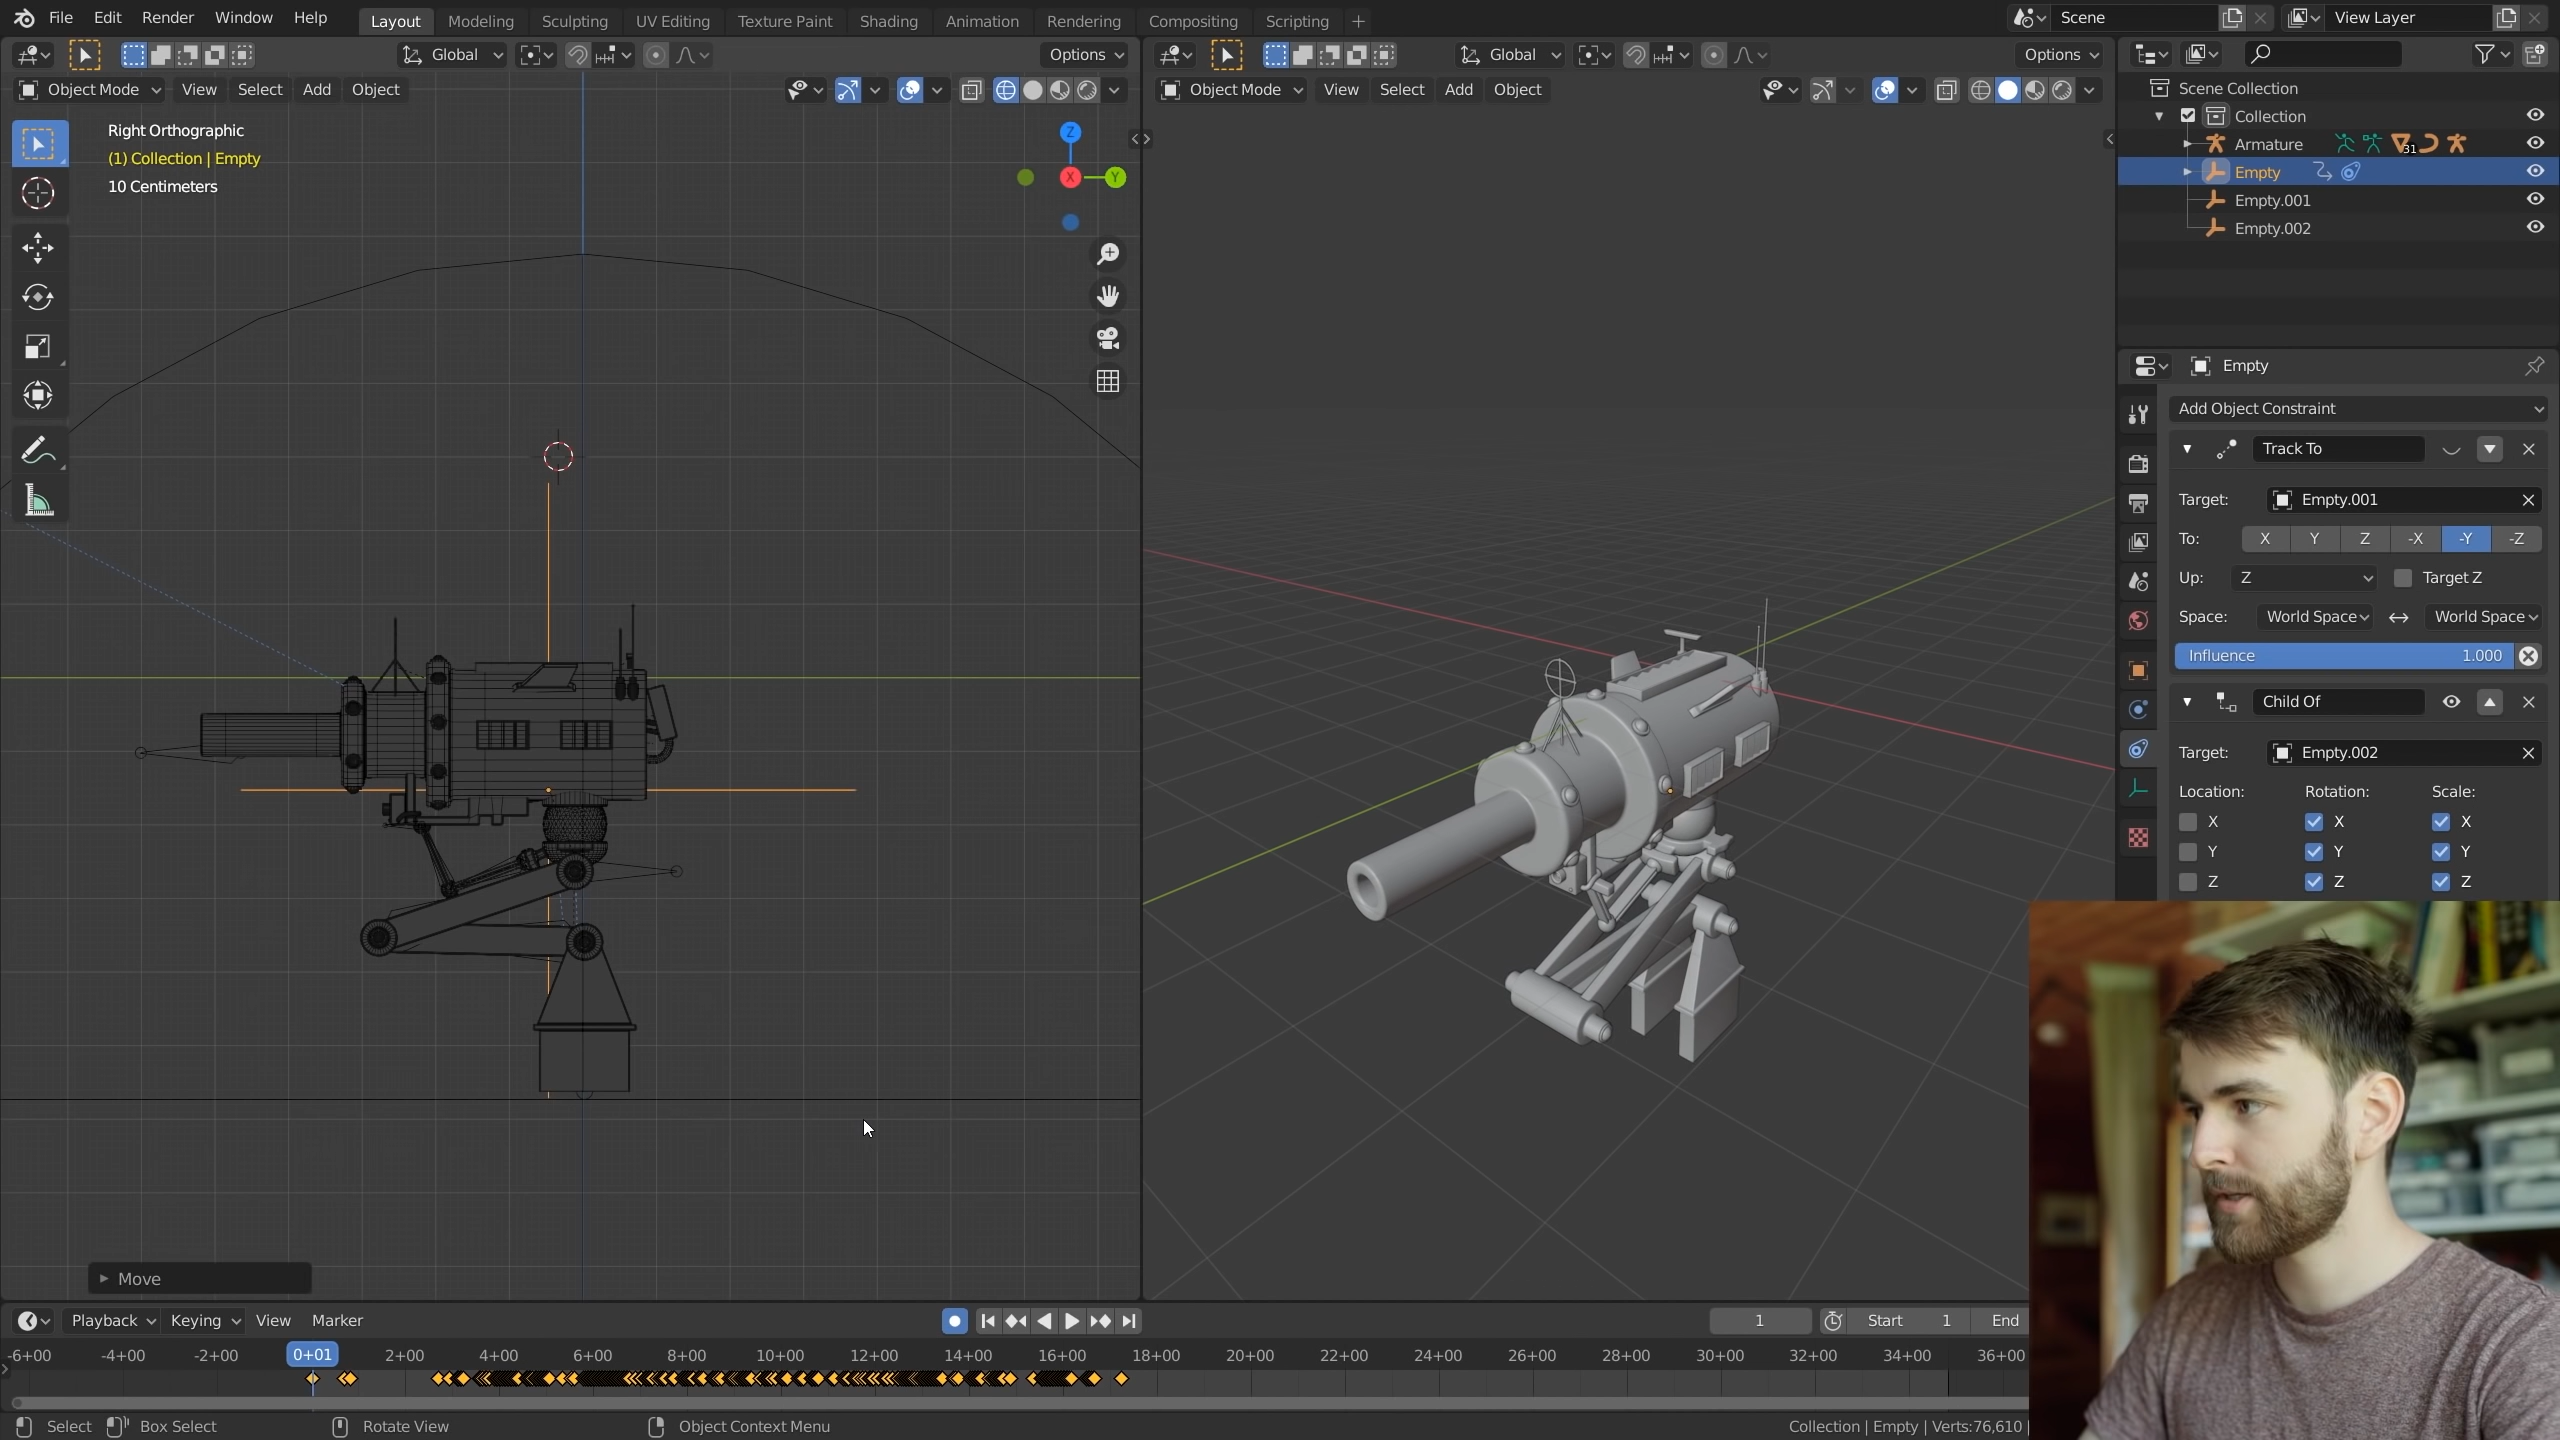 File Edit Render Window Help Layout Modeling Sculpting UV Editing Texture Paint Shading Animation Rendering Compositing Scripting + Scene View Layer
Global Options Global Options
Object Mode View Select Add Object Object Mode View Select Add Object
Right Orthographic
(1) Collection | Empty
10 Centimeters
Z
X
Y
Move
Scene Collection
Collection
Armature 31
Empty
Empty.001
Empty.002
Empty
Add Object Constraint
Track To
Target: Empty.001
To: X Y Z -X -Y -Z
Up: Z Target Z
Space: World Space World Space
Influence 1.000
Child Of
Target: Empty.002
Location: Rotation: Scale:
X X X
Y Y Y
Z Z Z
Playback Keying View Marker 1 Start 1 End
-6+00 -4+00 -2+00 0+01 2+00 4+00 6+00 8+00 10+00 12+00 14+00 16+00 18+00 20+00 22+00 24+00 26+00 28+00 30+00 32+00 34+00 36+00
Select Box Select Rotate View Object Context Menu Collection | Empty | Verts:76,610 |